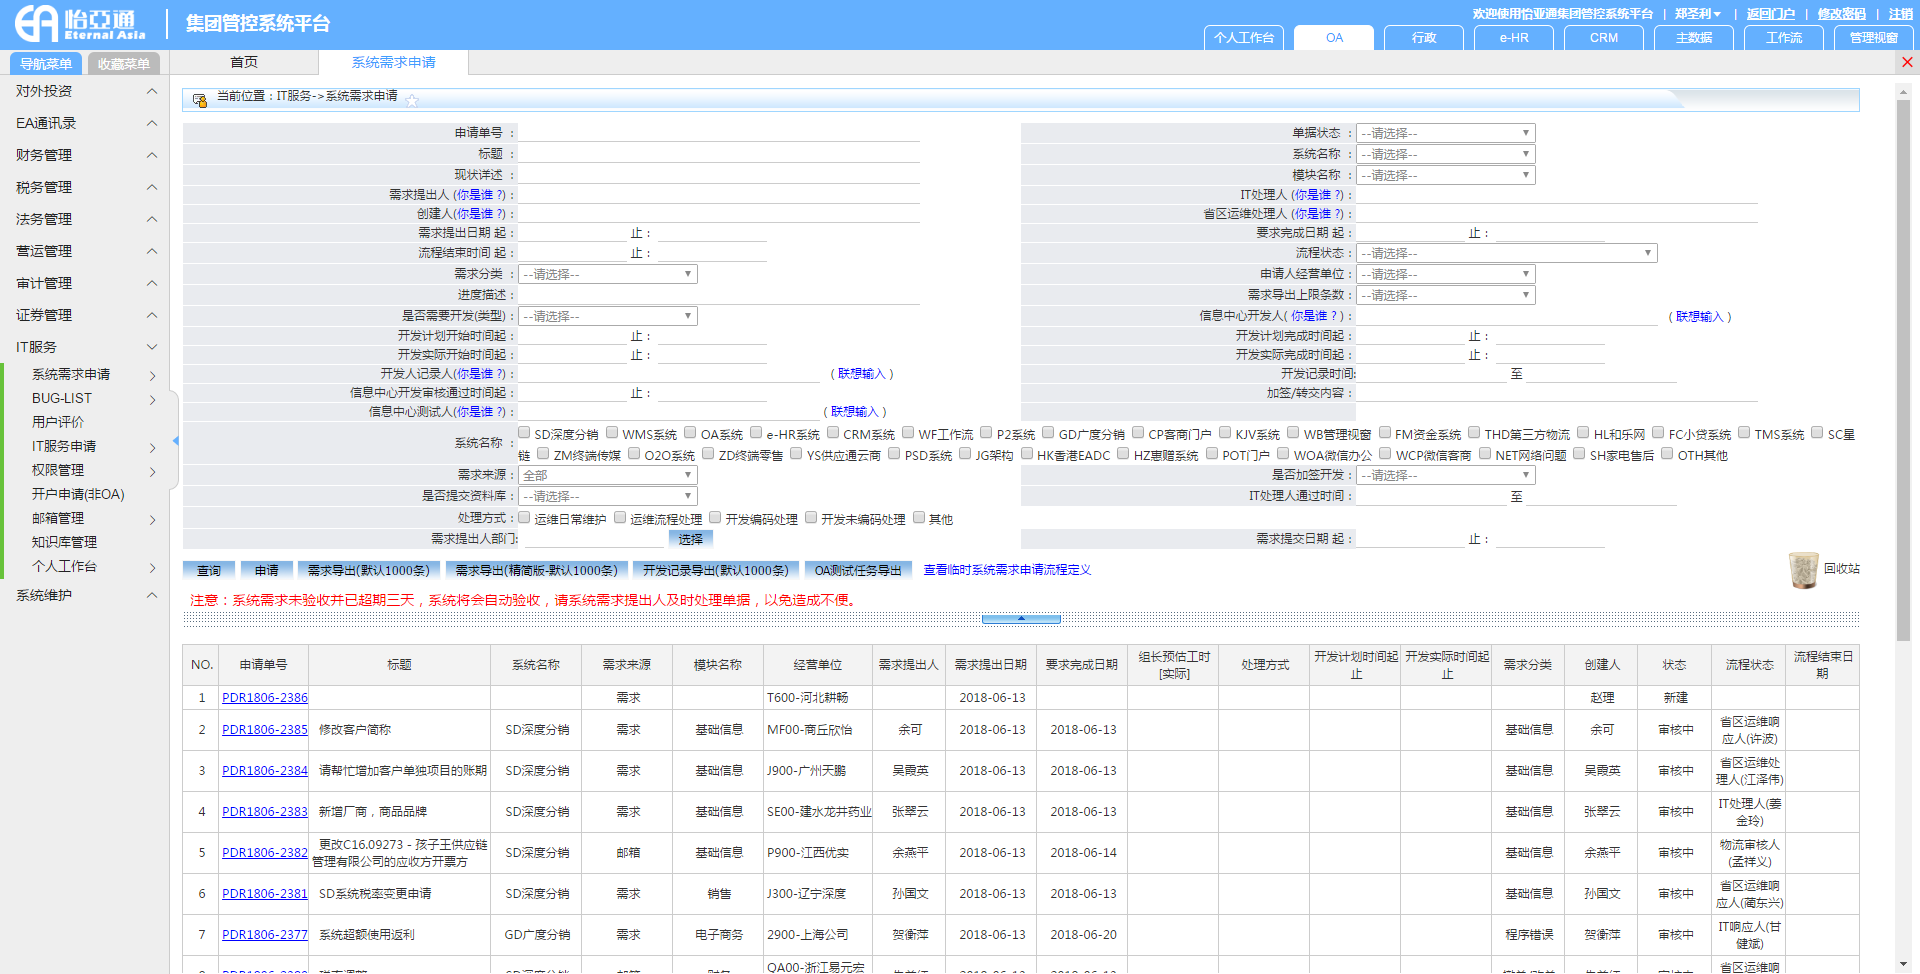 怡亞通 Eternal Asia 集团管控系统平台
欢迎使用怡亚通集团管控系统平台 | 郑圣利 | 返回门户 | 修改密码 | 注销
个人工作台 OA 行政 e-HR CRM 主数据 工作流 管理视窗
导航菜单 收藏菜单 首页 系统需求申请
对外投资
EA通讯录
财务管理
税务管理
法务管理
营运管理
审计管理
证券管理
IT服务
系统需求申请
BUG-LIST
用户评价
IT服务申请
权限管理
开户申请(非OA)
邮箱管理
知识库管理
个人工作台
系统维护
当前位置：IT服务->系统需求申请
申请单号 : 单据状态 : --请选择--
标题 : 系统名称 : --请选择--
现状详述 : 模块名称 : --请选择--
需求提出人 (你是谁 ?) : IT处理人 (你是谁 ?) :
创建人(你是谁 ?) : 省区运维处理人 (你是谁 ?) :
需求提出日期 起 : 止 : 要求完成日期 起 : 止 :
流程结束时间 起 : 止 : 流程状态 : --请选择--
需求分类 : --请选择-- 申请人经营单位 : --请选择--
进度描述 : 需求导出上限条数 : --请选择--
是否需要开发(类型) : --请选择-- 信息中心开发人( 你是谁 ? ) : ( 联想输入 )
开发计划开始时间起 : 止 : 开发计划完成时间起 : 止 :
开发实际开始时间起 : 止 : 开发实际完成时间起 : 止 :
开发人记录人(你是谁 ?) : ( 联想输入 ) 开发记录时间: 至
信息中心开发审核通过时间起 : 止 : 加签/转交内容 :
信息中心测试人(你是谁 ?) : ( 联想输入 )
系统名称 : SD深度分销 WMS系统 OA系统 e-HR系统 CRM系统 WF工作流 P2系统 GD广度分销 CP客商门户 KJV系统 WB管理视窗 FM资金系统 THD第三方物流 HL和乐网 FC小贷系统 TMS系统 SC星
链 ZM终端传媒 O2O系统 ZD终端零售 YS供应通云商 PSD系统 JG架构 HK香港EADC HZ惠赠系统 POT门户 WOA微信办公 WCP微信客商 NET网络问题 SH家电售后 OTH其他
需求来源 : 全部 是否加签开发 : --请选择--
是否提交资料库 : --请选择-- IT处理人通过时间 : 至
处理方式 : 运维日常维护 运维流程处理 开发编码处理 开发未编码处理 其他
需求提出人部门: 选择 需求提交日期 起 : 止 :
查询 申请 需求导出(默认1000条) 需求导出(精简版-默认1000条) 开发记录导出(默认1000条) OA测试任务导出 查看临时系统需求申请流程定义 回收站
注意：系统需求未验收并已超期三天，系统将会自动验收，请系统需求提出人及时处理单据，以免造成不便。
NO. 申请单号 标题 系统名称 需求来源 模块名称 经营单位 需求提出人 需求提出日期 要求完成日期 组长预估工时[实际] 处理方式 开发计划时间起止 开发实际时间起止 需求分类 创建人 状态 流程状态 流程结束日期
1 PDR1806-2386 需求 T600-河北耕畅 2018-06-13 赵理 新建
2 PDR1806-2385 修改客户简称 SD深度分销 需求 基础信息 MF00-商丘欣怡 余可 2018-06-13 2018-06-13 基础信息 余可 审核中 省区运维响应人(许波)
3 PDR1806-2384 请帮忙增加客户单独项目的账期 SD深度分销 需求 基础信息 J900-广州天鹏 吴霞英 2018-06-13 2018-06-13 基础信息 吴霞英 审核中 省区运维处理人(江泽伟)
4 PDR1806-2383 新增厂商，商品品牌 SD深度分销 需求 基础信息 SE00-建水龙井药业 张翠云 2018-06-13 2018-06-13 基础信息 张翠云 审核中 IT处理人(姜金玲)
5 PDR1806-2382 更改C16.09273 - 孩子王供应链管理有限公司的应收方开票方 SD深度分销 邮箱 基础信息 P900-江西优实 余燕平 2018-06-13 2018-06-14 基础信息 余燕平 审核中 物流审核人(孟祥义)
6 PDR1806-2381 SD系统税率变更申请 SD深度分销 需求 销售 J300-辽宁深度 孙国文 2018-06-13 2018-06-13 基础信息 孙国文 审核中 省区运维响应人(蔺东兴)
7 PDR1806-2377 系统超额使用返利 GD广度分销 需求 电子商务 2900-上海公司 贺衡萍 2018-06-13 2018-06-20 程序错误 贺衡萍 审核中 IT响应人(甘健斌)
QA00-浙江易元宏 省区运维响